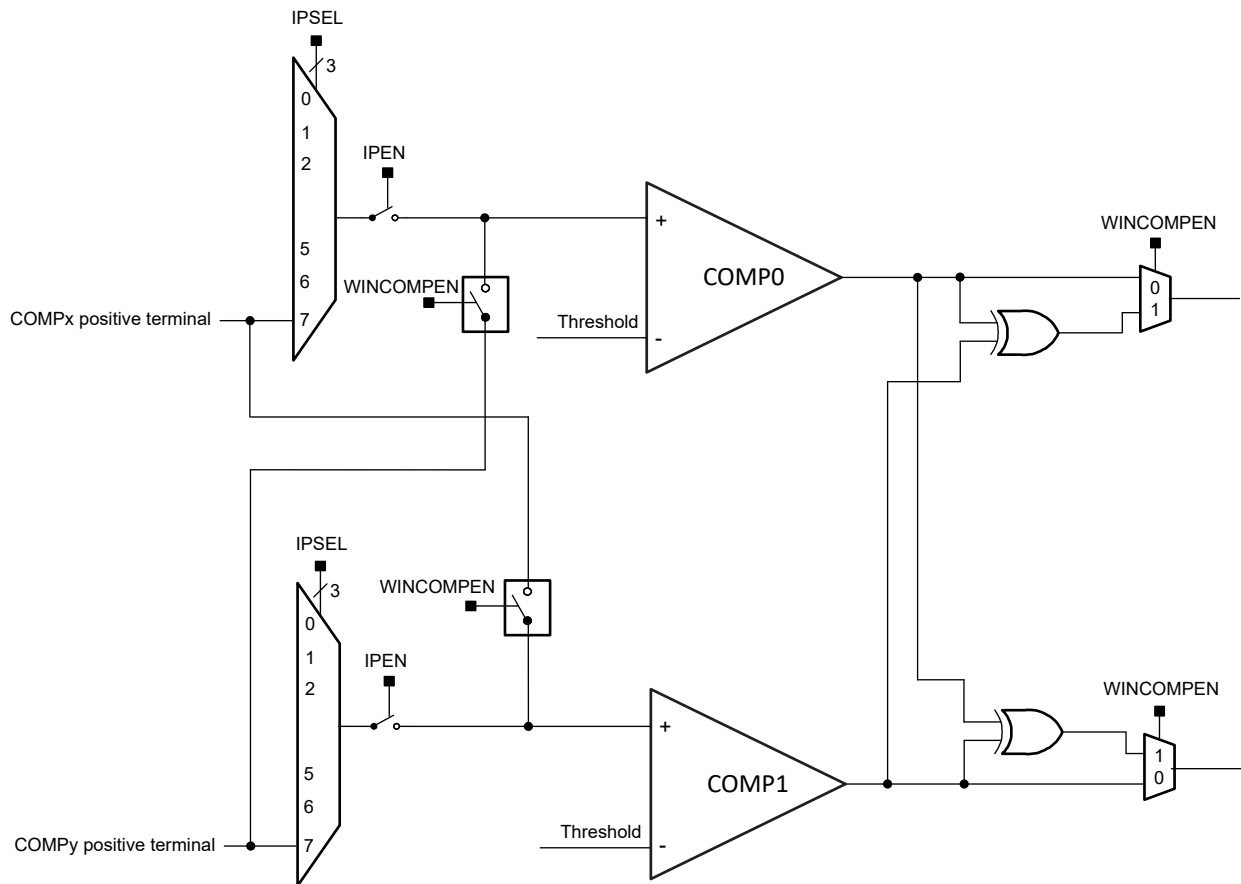 IPSEL
3
0
1
2
IPEN
5
6
7
COMPx positive terminal
WINCOMPEN
+
COMP0
Threshold
-
WINCOMPEN
0
1
IPSEL
3
0
1
2
IPEN
5
6
7
COMPy positive terminal
WINCOMPEN
+
COMP1
Threshold
-
WINCOMPEN
1
0